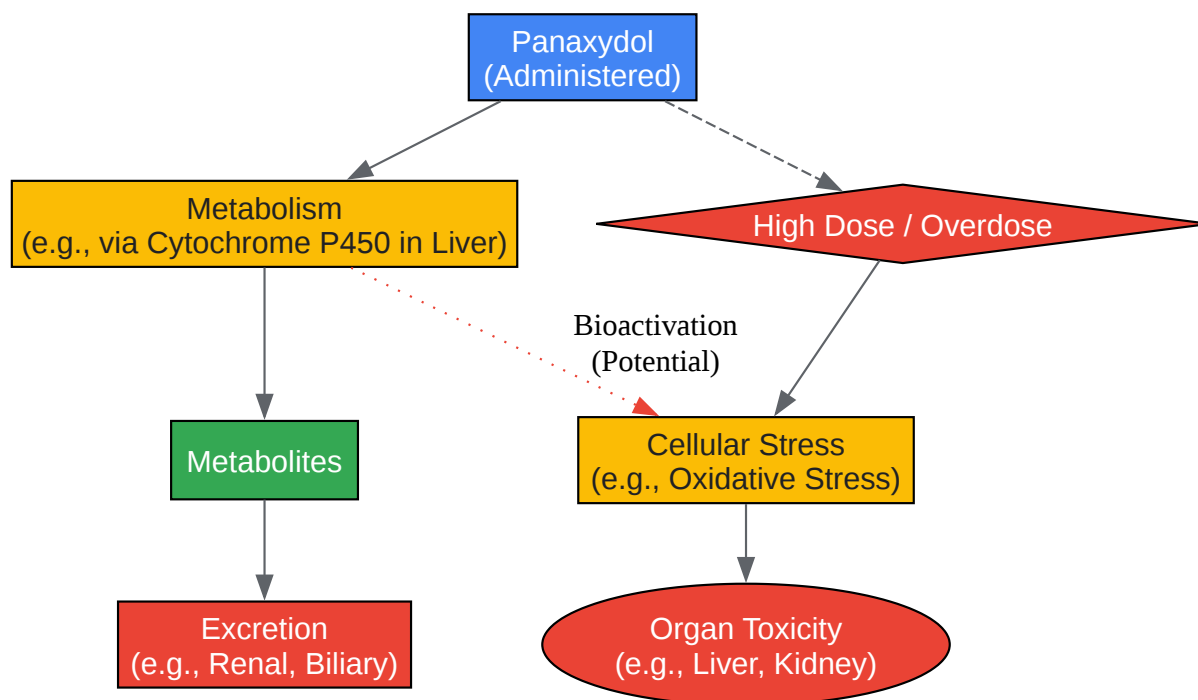 Panaxydol
(Administered)
Metabolism
(e.g., via Cytochrome P450 in Liver)
High Dose / Overdose
Bioactivation
(Potential)
Metabolites
Cellular Stress
(e.g., Oxidative Stress)
Excretion
(e.g., Renal, Biliary)
Organ Toxicity
(e.g., Liver, Kidney)